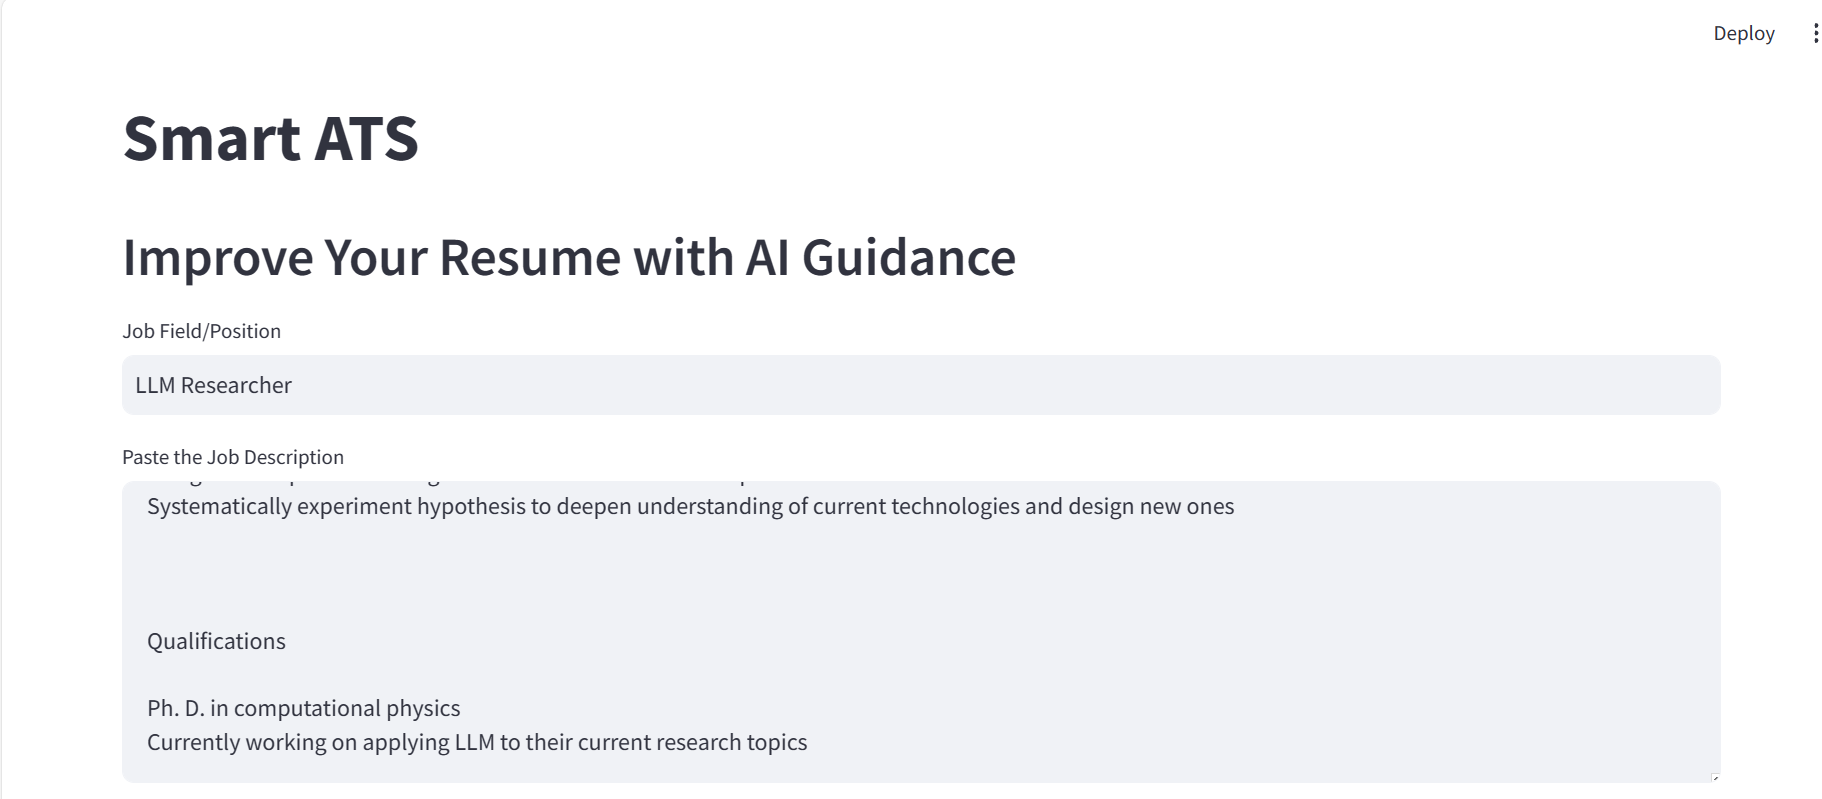 Deploy
Smart ATS
Improve Your Resume with AI Guidance
Job Field/Position
LLM Researcher
Paste the Job Description
Systematically experiment hypothesis to deepen understanding of current technologies and design new ones
Qualifications
Ph. D. in computational physics
Currently working on applying LLM to their current research topics